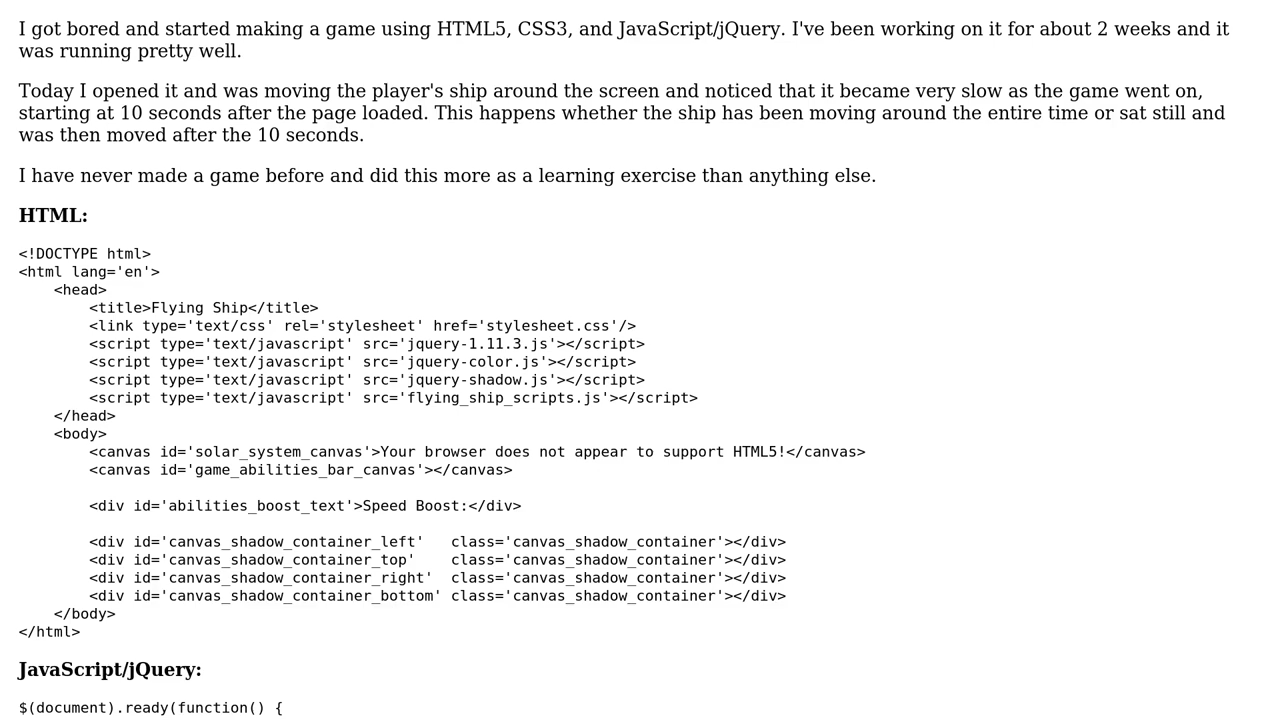 I got bored and started making a game using HTML5, CSS3, and JavaScript/jQuery. I've been working on it for about 2 weeks and it
was running pretty well.
Today I opened it and was moving the player's ship around the screen and noticed that it became very slow as the game went on,
starting at 10 seconds after the page loaded. This happens whether the ship has been moving around the entire time or sat still and
was then moved after the 10 seconds.
I have never made a game before and did this more as a learning exercise than anything else.
HTML:
<!DOCTYPE html>
<html lang='en'>
    <head>
        <title>Flying Ship</title>
        <link type='text/css' rel='stylesheet' href='stylesheet.css'/>
        <script type='text/javascript' src='jquery-1.11.3.js'></script>
        <script type='text/javascript' src='jquery-color.js'></script>
        <script type='text/javascript' src='jquery-shadow.js'></script>
        <script type='text/javascript' src='flying_ship_scripts.js'></script>
    </head>
    <body>
        <canvas id='solar_system_canvas'>Your browser does not appear to support HTML5!</canvas>
        <canvas id='game_abilities_bar_canvas'></canvas>
        <div id='abilities_boost_text'>Speed Boost:</div>
        <div id='canvas_shadow_container_left'   class='canvas_shadow_container'></div>
        <div id='canvas_shadow_container_top'    class='canvas_shadow_container'></div>
        <div id='canvas_shadow_container_right'  class='canvas_shadow_container'></div>
        <div id='canvas_shadow_container_bottom' class='canvas_shadow_container'></div>
    </body>
</html>
JavaScript/jQuery:
$(document).ready(function() {